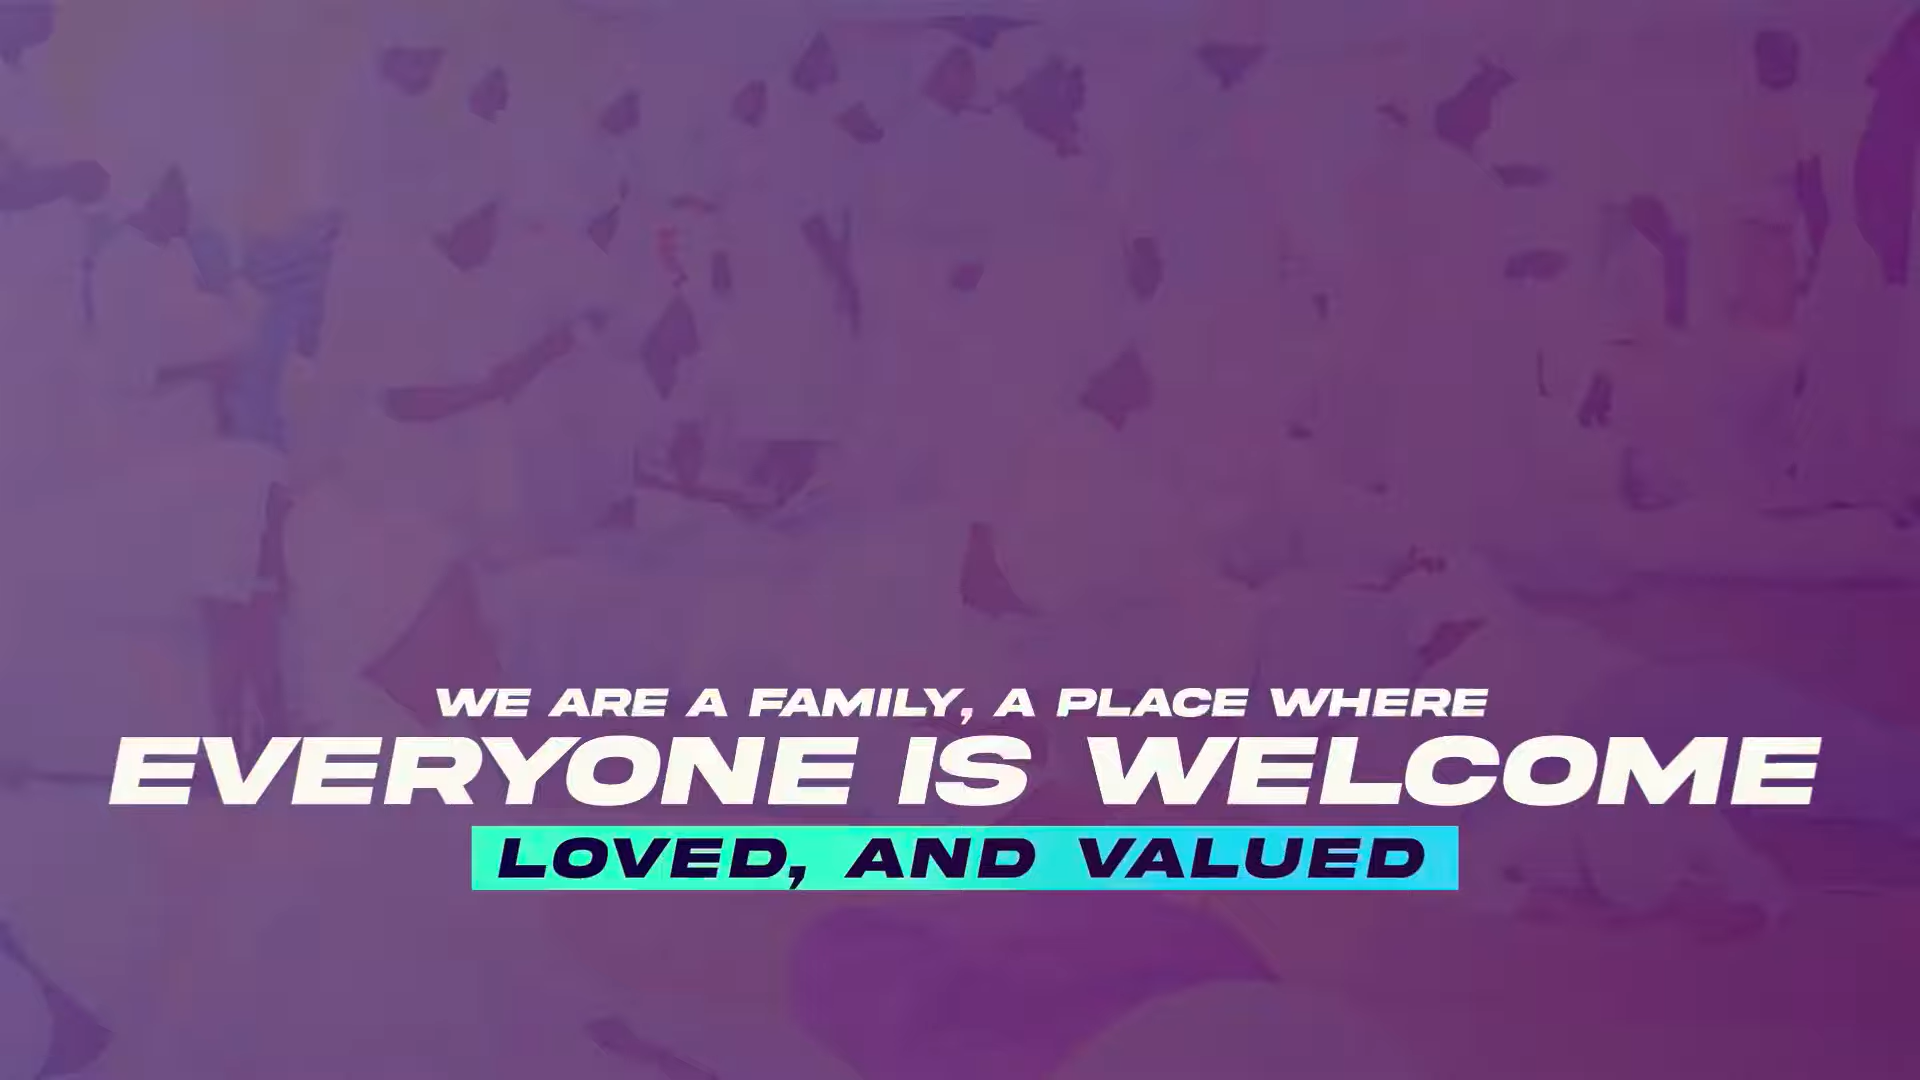 WE ARE A FAMILY, A PLACE WHERE
EVERYONE IS WELCOME
LOVED, AND VALUED